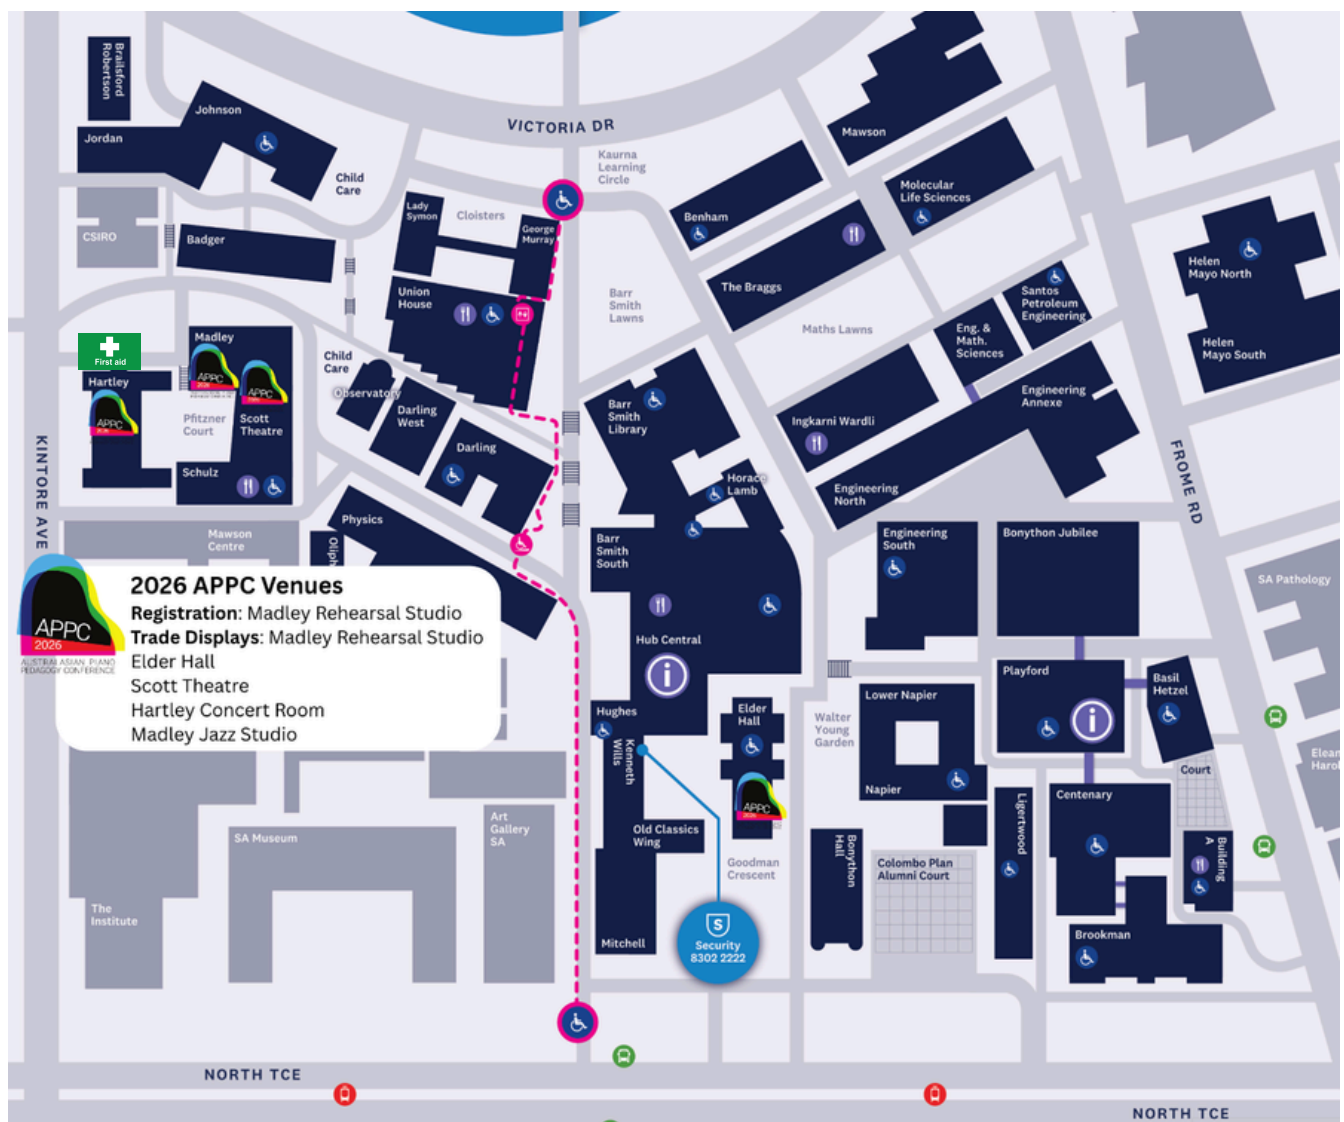 Brailsford
Robertson
Johnson
Jordan
VICTORIA DR
Mawson
Kaurna
Learning
Circle
Child
Care
Molecular
Life Sciences
Lady
Symon
Cloisters
George
Murray
Benham
CSIRO
Badger
Helen
Mayo North
Union
House
Barr
Smith
Lawns
The Braggs
Santos
Petroleum
Engineering
Maths Lawns
Eng. &
Math.
Sciences
Helen
Mayo South
Madley
First aid
Hartley
APPC
2026
APPC
APPC
Child
Care
Observatory
Darling
West
Engineering
Annexe
Pfitzner
Court
Scott
Theatre
Barr
Smith
Library
Ingkarni Wardli
KINTORE AVE
Darling
FROME RD
Schulz
Horace
Lamb
Engineering
North
Physics
Mawson
Centre
Barr
Smith
South
Engineering
South
Bonython Jubilee
SA Pathology
2026 APPC Venues
Registration: Madley Rehearsal Studio
Trade Displays: Madley Rehearsal Studio
Elder Hall
Scott Theatre
Hartley Concert Room
Madley Jazz Studio
APPC
2026
AUSTRALASIAN PIANO
PEDAGOGY CONFERENCE
Hub Central
i
Playford
i
Basil
Hetzel
Lower Napier
Hughes
Kenneth
Wills
Elder
Hall
Walter
Young
Garden
Court
Napier
Centenary
APPC
Ligertwood
Art
Gallery
SA
SA Museum
Old Classics
Wing
Bonython
Hall
Building
A
Goodman
Crescent
Colombo Plan
Alumni Court
The
Institute
Mitchell
S
Security
8302 2222
Brookman
NORTH TCE
NORTH TCE